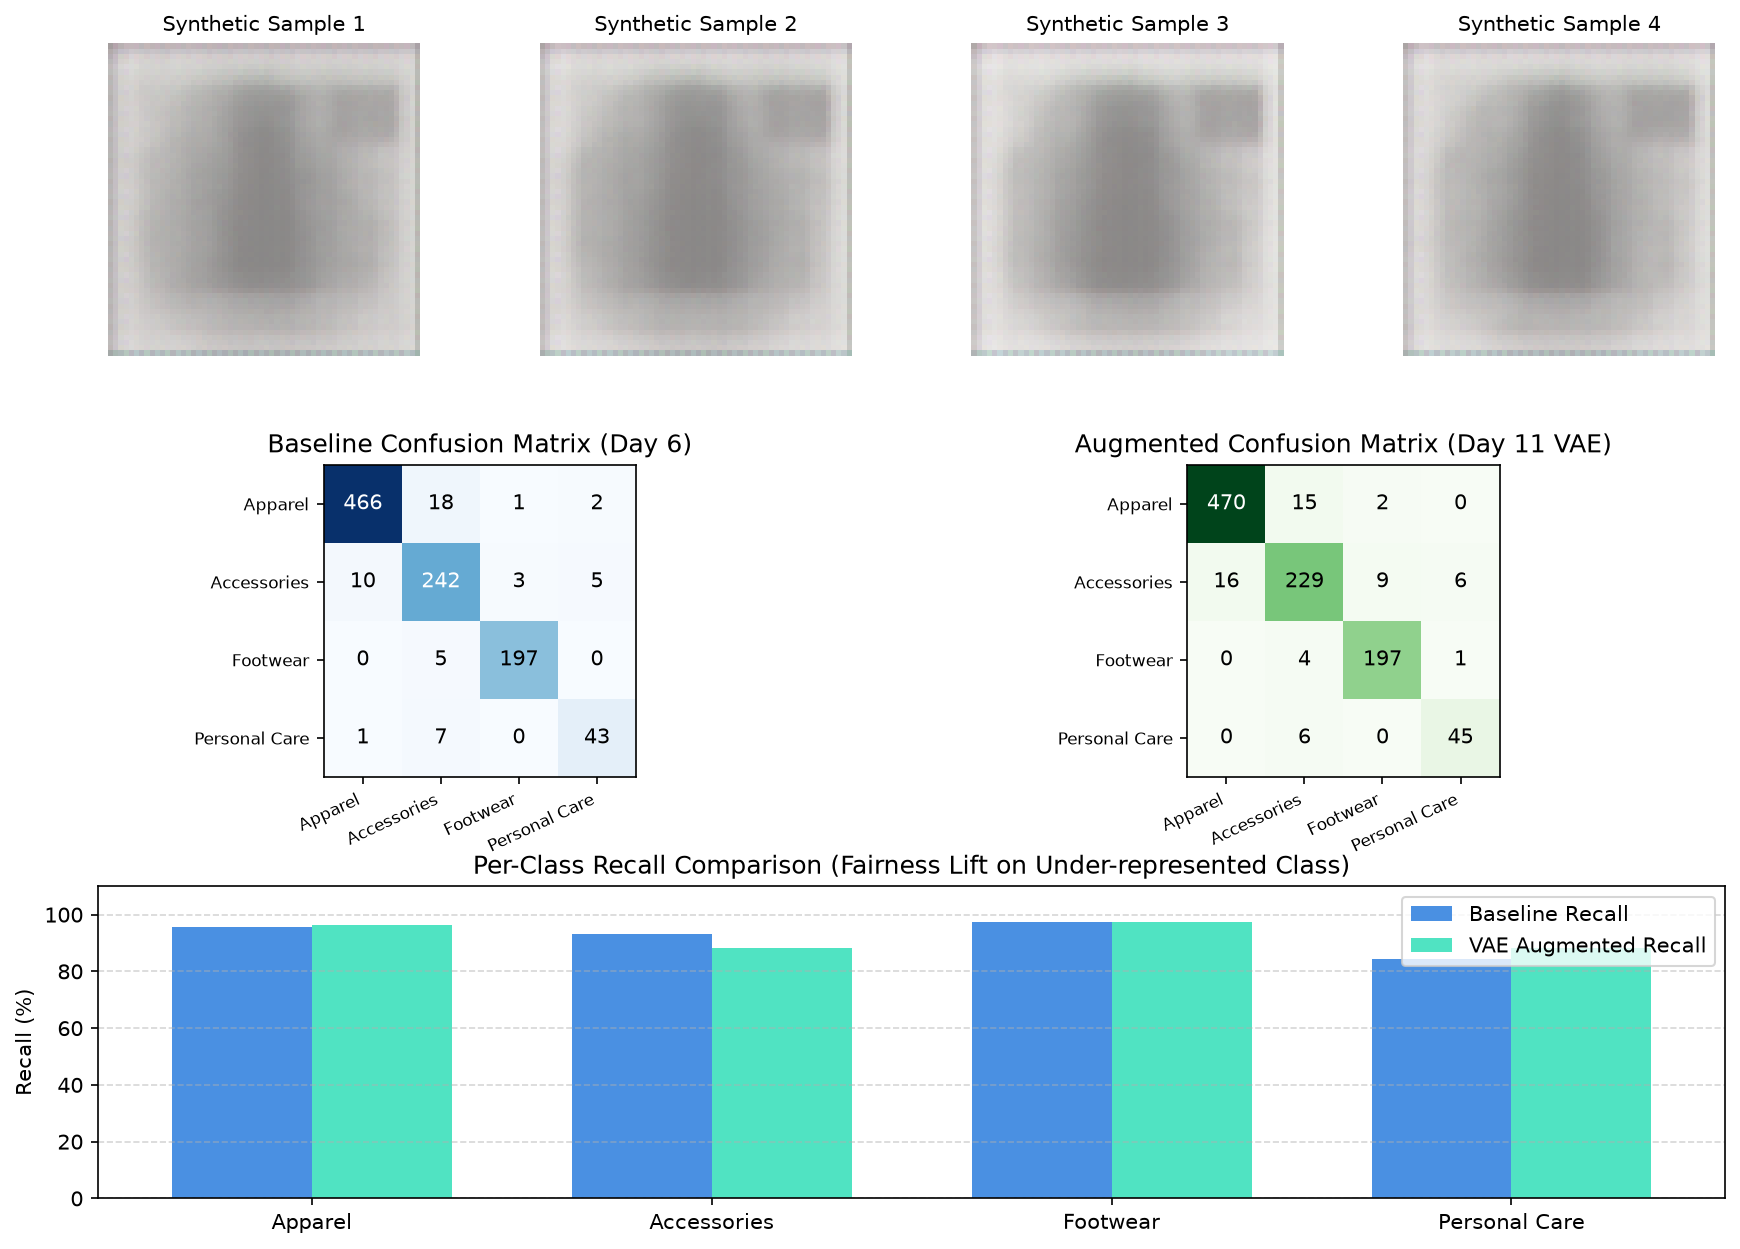 Synthetic Sample 1 Synthetic Sample 2 Synthetic Sample 3 Synthetic Sample 4
Baseline Confusion Matrix (Day 6)
Apparel 466 18 1 2
Accessories 10 242 3 5
Footwear 0 5 197 0
Personal Care 1 7 0 43
Apparel Accessories Footwear Personal Care
Augmented Confusion Matrix (Day 11 VAE)
Apparel 470 15 2 0
Accessories 16 229 9 6
Footwear 0 4 197 1
Personal Care 0 6 0 45
Apparel Accessories Footwear Personal Care
Per-Class Recall Comparison (Fairness Lift on Under-represented Class)
Recall (%)
100
80
60
40
20
0
Baseline Recall
VAE Augmented Recall
Apparel Accessories Footwear Personal Care